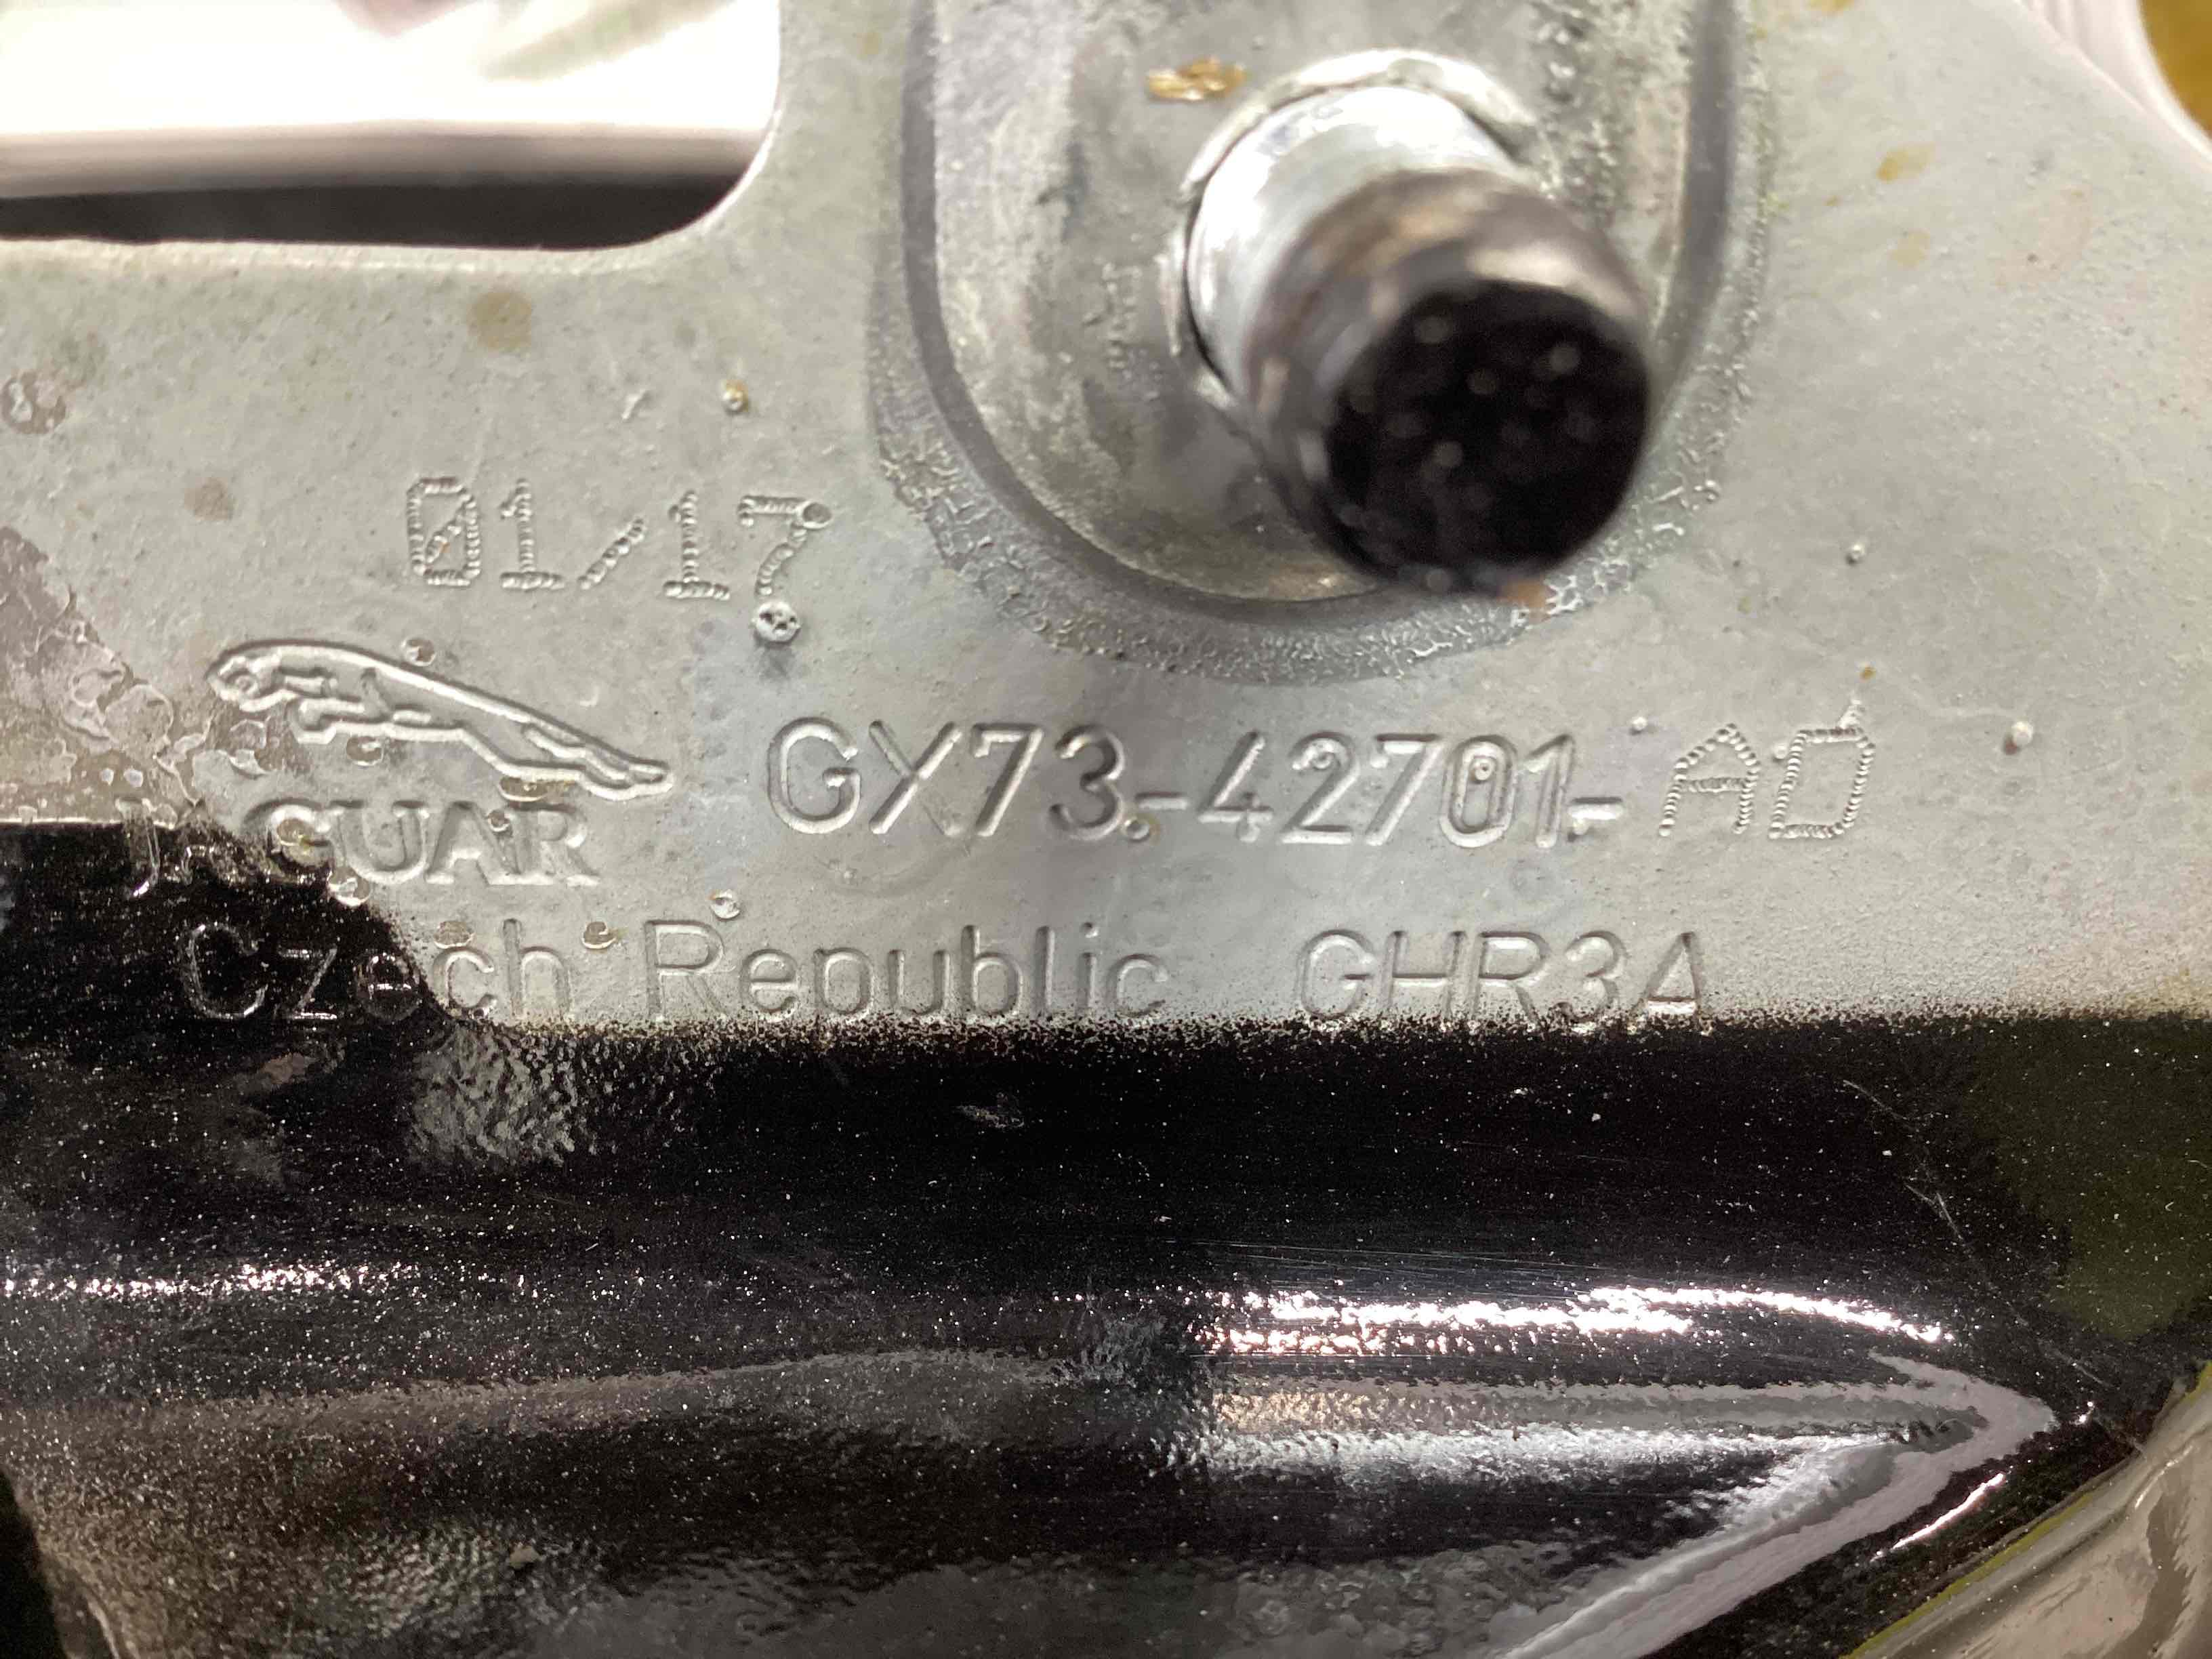 01/17
JAGUAR GX73-42701-AD
Czech Republic GHR3A